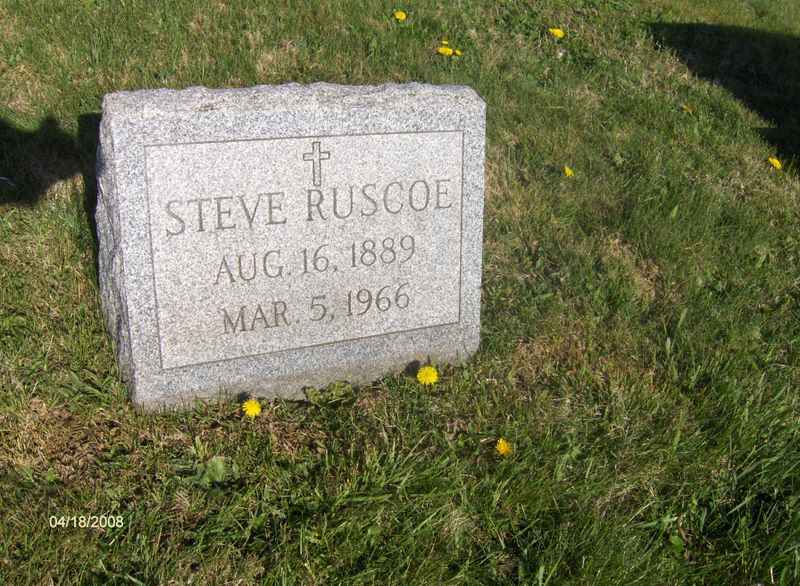 STEVE RUSCOE
AUG. 16, 1889
MAR. 5, 1966
04/18/2008